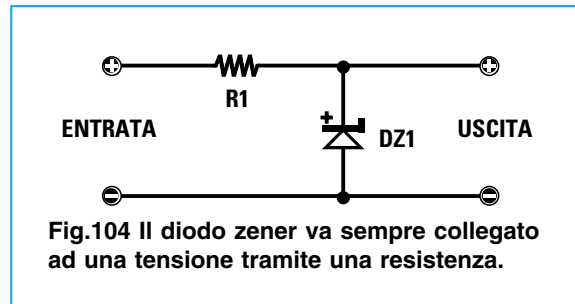 R1
+
ENTRATA DZ1 USCITA
Fig.104 Il diodo zener va sempre collegato
ad una tensione tramite una resistenza.